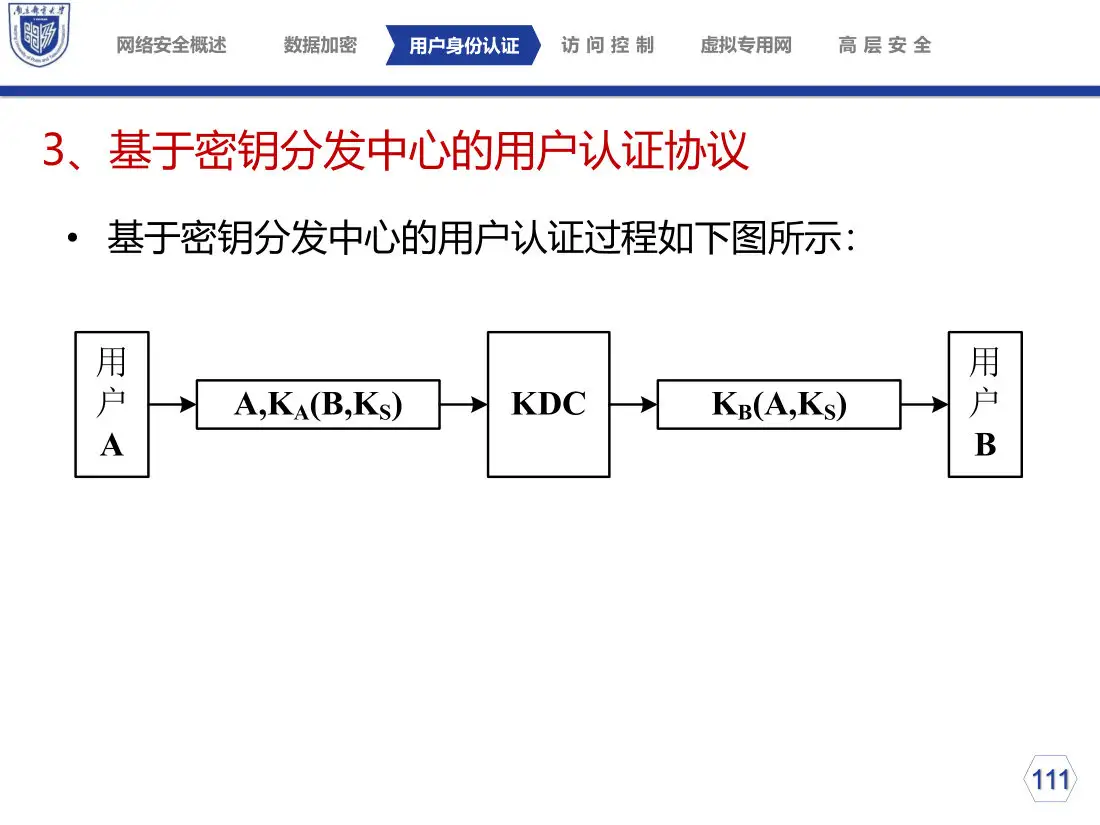 网络安全概述 数据加密 用户身份认证 访问控制 虚拟专用网 高层安全
3、基于密钥分发中心的用户认证协议
• 基于密钥分发中心的用户认证过程如下图所示：
用户A
A,KA(B,KS)
KDC
KB(A,KS)
用户B
111